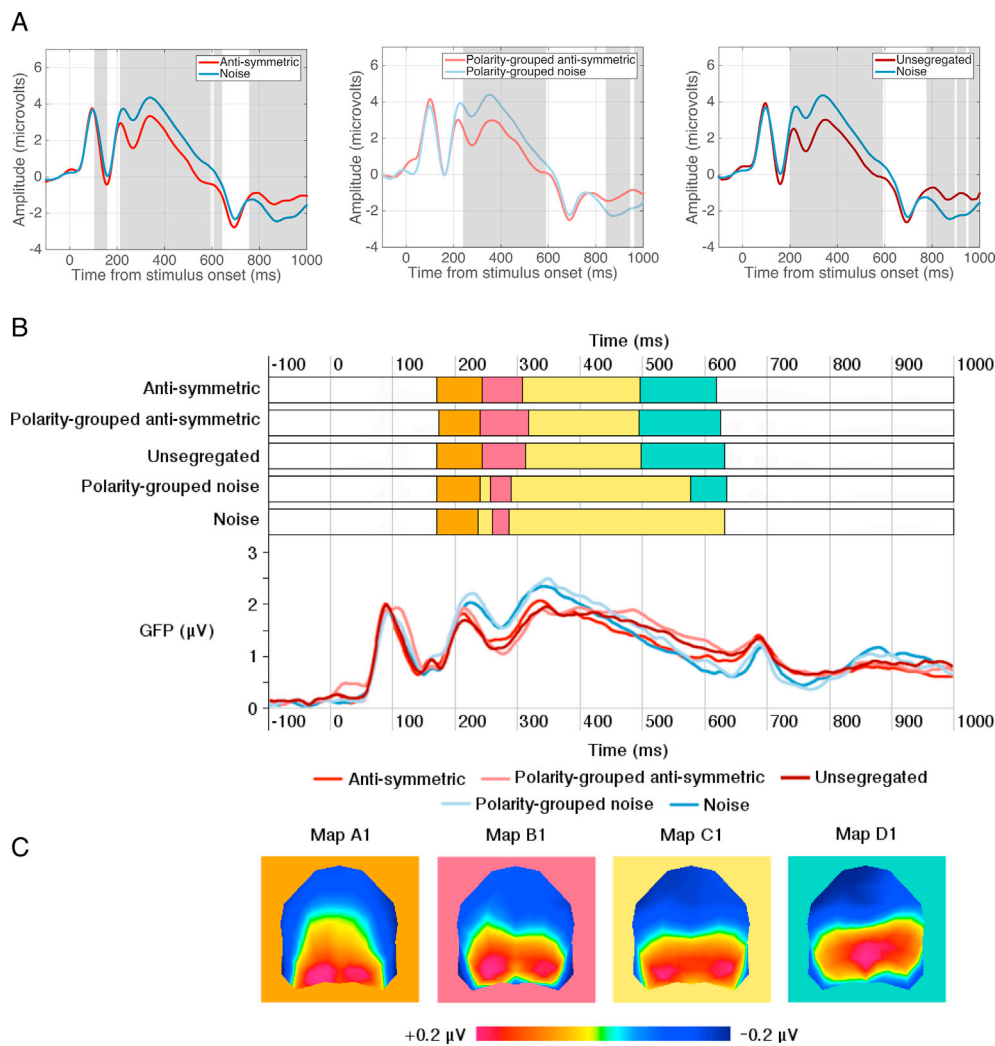 A
Anti-symmetric
Noise
Amplitude (microvolts)
6
4
2
0
-2
-4
0 200 400 600 800 1000
Time from stimulus onset (ms)
Polarity-grouped anti-symmetric
Polarity-grouped noise
Amplitude (microvolts)
6
4
2
0
-2
-4
0 200 400 600 800 1000
Time from stimulus onset (ms)
Unsegregated
Noise
Amplitude (microvolts)
6
4
2
0
-2
-4
0 200 400 600 800 1000
Time from stimulus onset (ms)
B
Time (ms)
-100 0 100 200 300 400 500 600 700 800 900 1000
Anti-symmetric
Polarity-grouped anti-symmetric
Unsegregated
Polarity-grouped noise
Noise
GFP (µV)
3
2
1
0
-100 0 100 200 300 400 500 600 700 800 900 1000
Time (ms)
Anti-symmetric Polarity-grouped anti-symmetric Unsegregated
Polarity-grouped noise Noise
C
Map A1 Map B1 Map C1 Map D1
+0.2 µV -0.2 µV